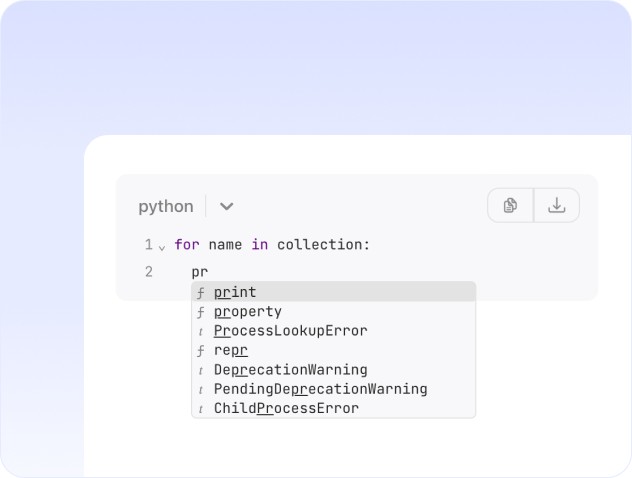 python
1 for name in collection:
2 pr
ƒ print
ƒ property
t ProcessLookupError
ƒ repr
t DeprecationWarning
t PendingDeprecationWarning
t ChildProcessError